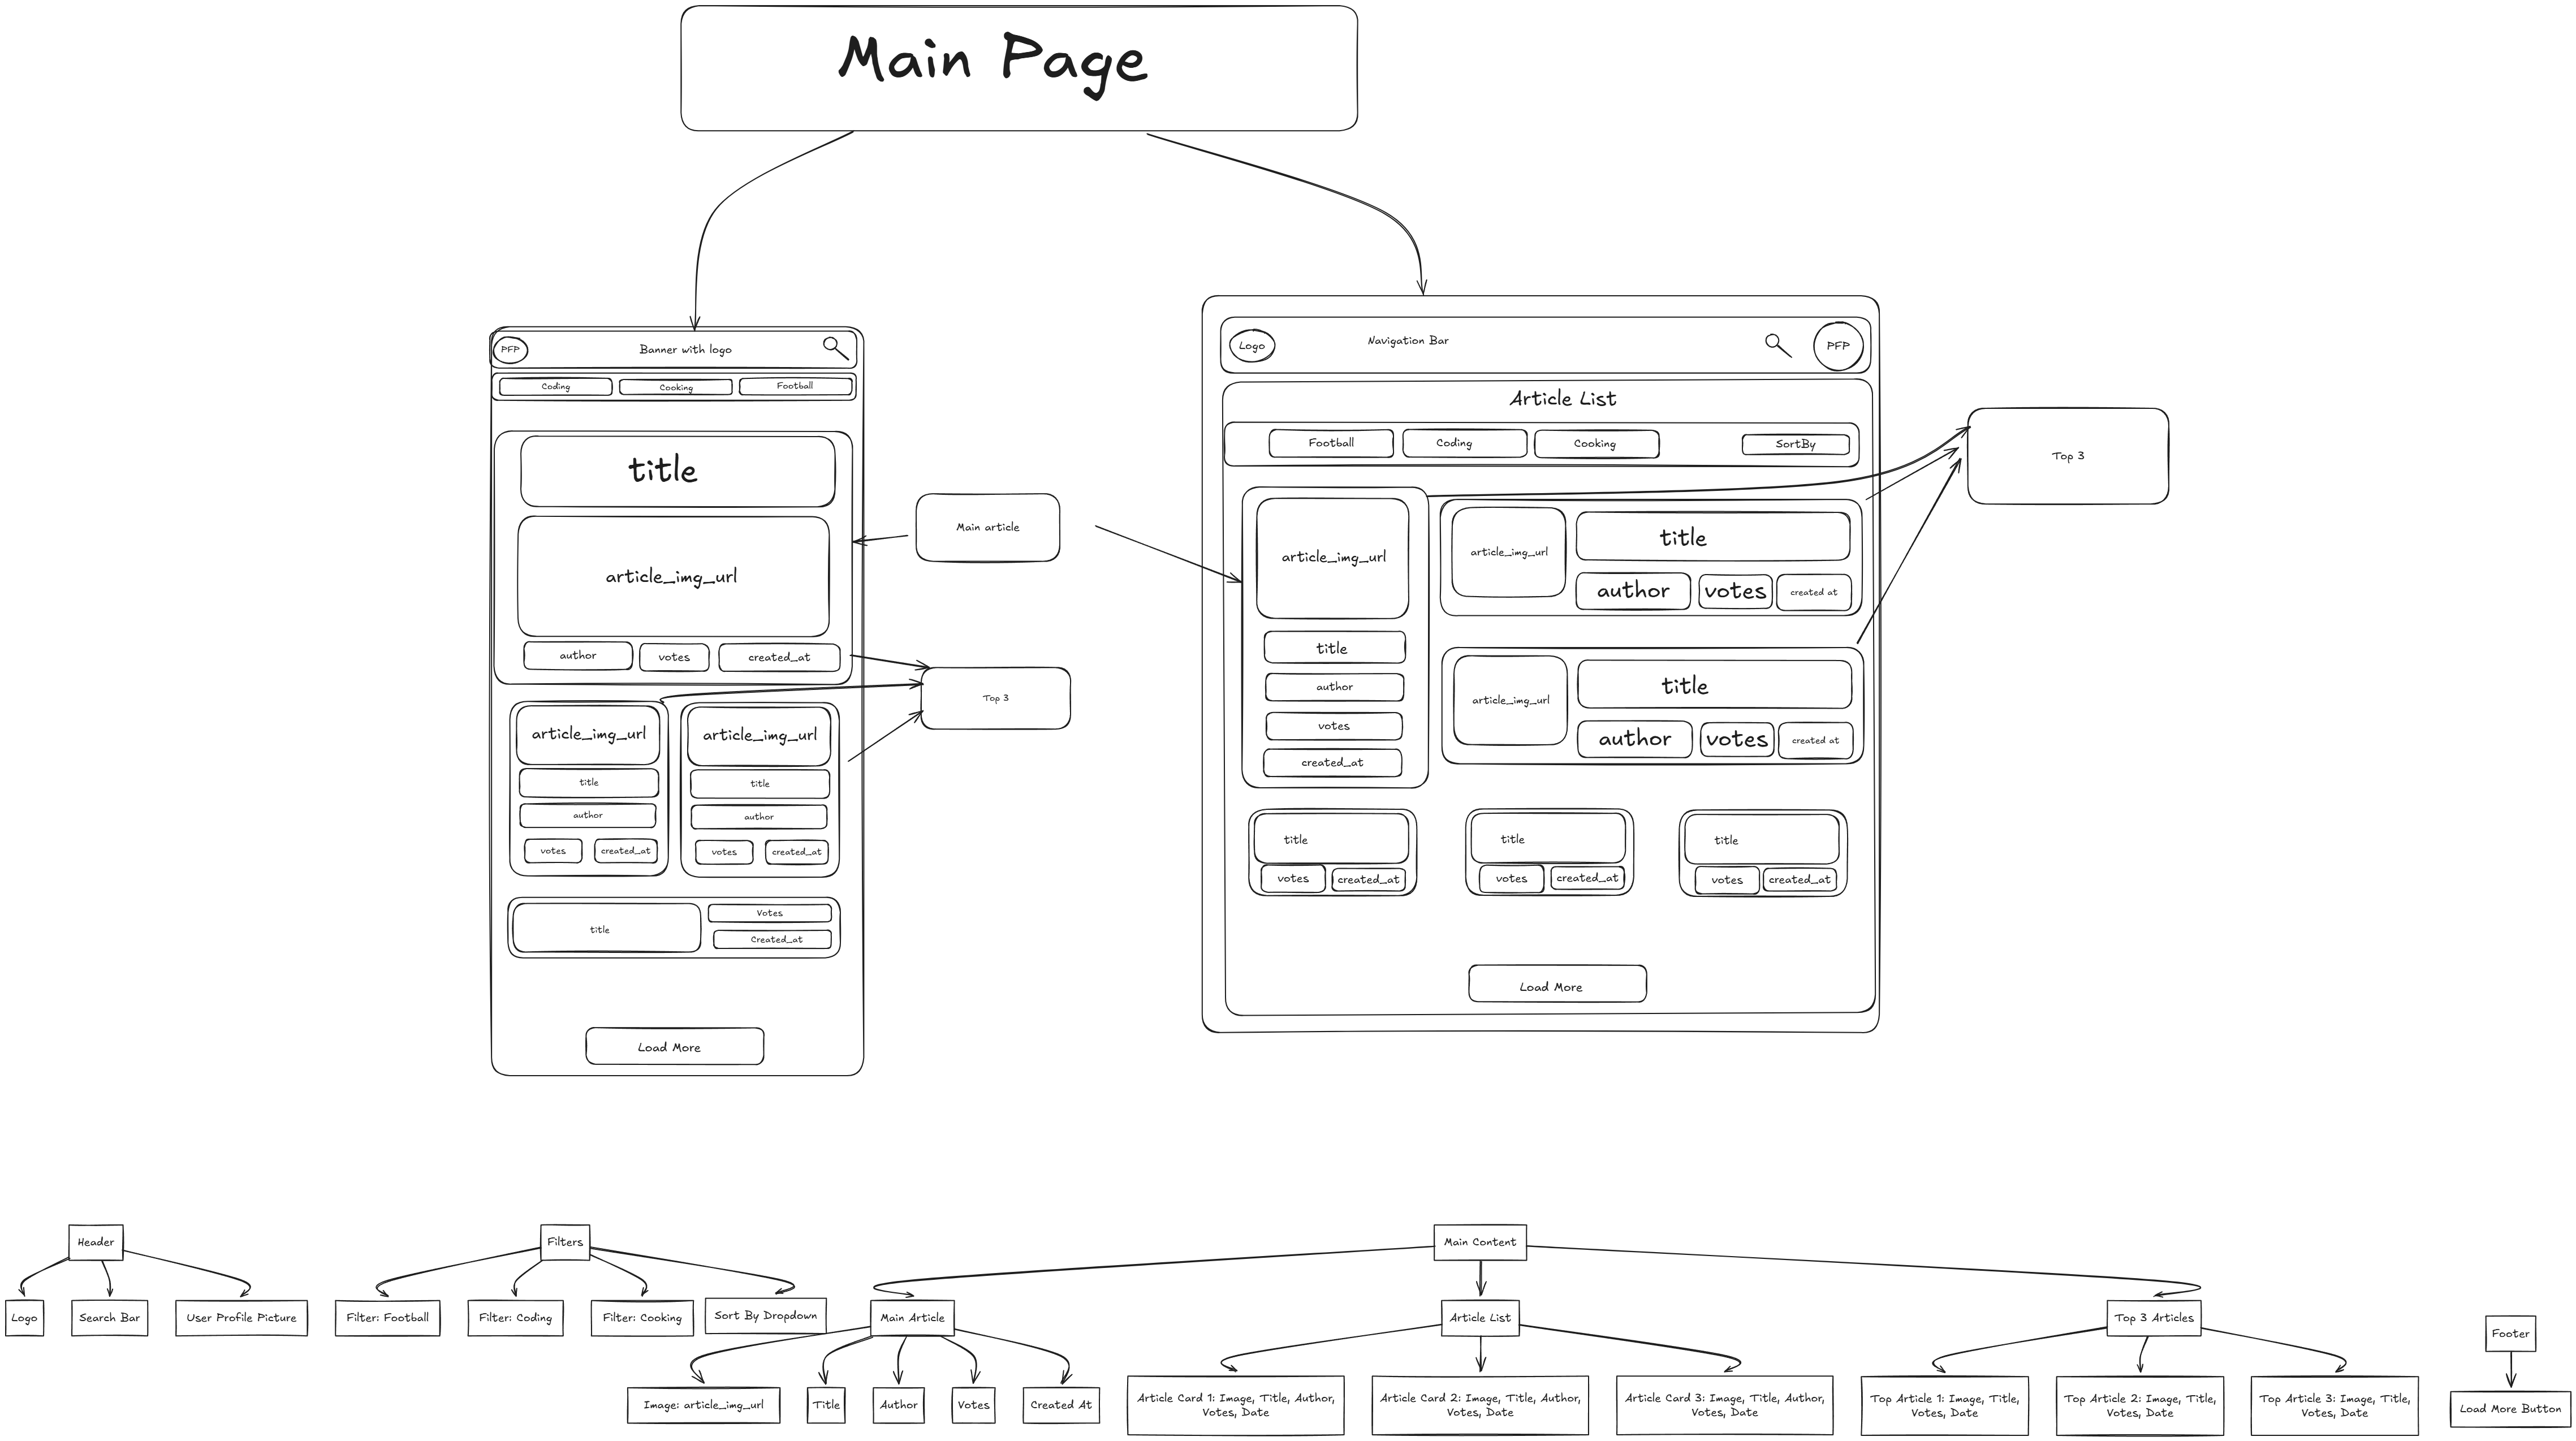 Main Page
PFP
Banner with logo
Coding
Cooking
Football
title
article_img_url
author
votes
created_at
article_img_url
title
author
votes
created_at
article_img_url
title
author
votes
created_at
title
Votes
Created_at
Load More
Main article
Top 3
Logo
Navigation Bar
PFP
Article List
Football
Coding
Cooking
SortBy
article_img_url
title
author
votes
created_at
article_img_url
title
author
votes
created at
article_img_url
title
author
votes
created at
title
votes
created_at
title
votes
created_at
title
votes
created_at
Load More
Top 3
Header
Logo
Search Bar
User Profile Picture
Filters
Filter: Football
Filter: Coding
Filter: Cooking
Sort By Dropdown
Main Content
Main Article
Image: article_img_url
Title
Author
Votes
Created At
Article List
Article Card 1: Image, Title, Author,
Votes, Date
Article Card 2: Image, Title, Author,
Votes, Date
Article Card 3: Image, Title, Author,
Votes, Date
Top 3 Articles
Top Article 1: Image, Title,
Votes, Date
Top Article 2: Image, Title,
Votes, Date
Top Article 3: Image, Title,
Votes, Date
Footer
Load More Button